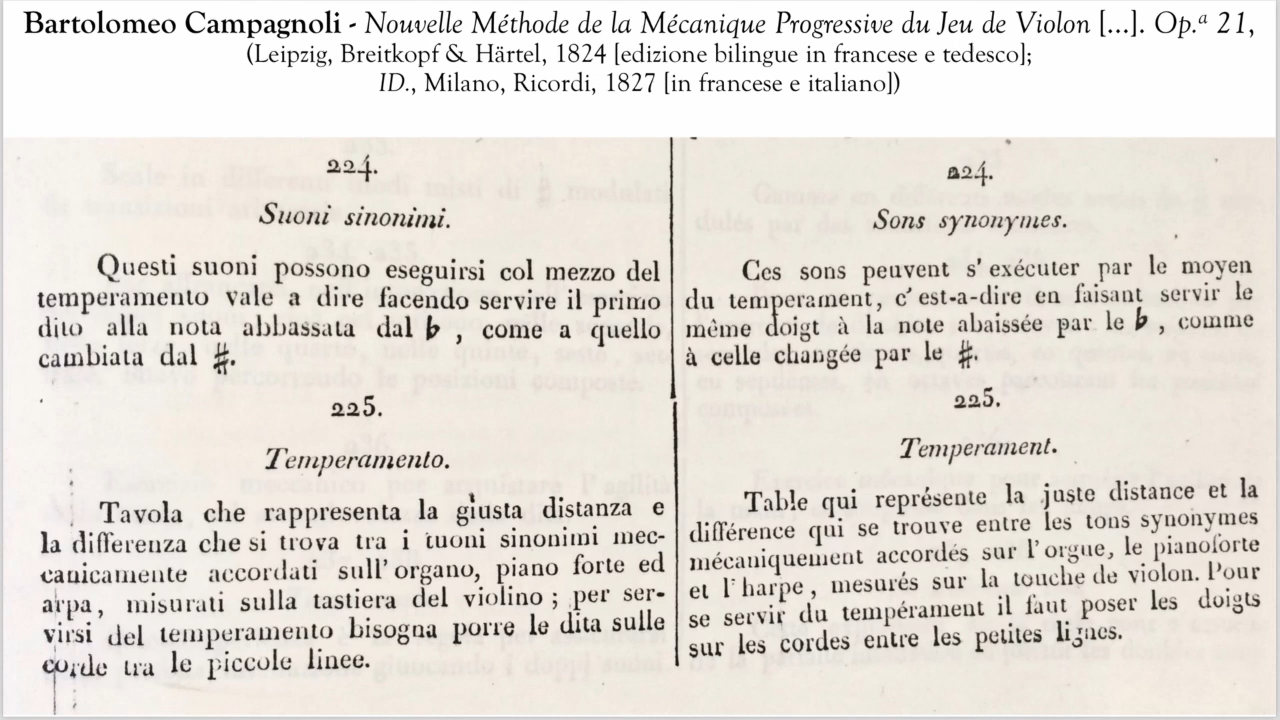 Bartolomeo Campagnoli - Nouvelle Méthode de la Mécanique Progressive du Jeu de Violon [...]. Op.ª 21,
(Leipzig, Breitkopf & Härtel, 1824 [edizione bilingue in francese e tedesco];
ID., Milano, Ricordi, 1827 [in francese e italiano])
224.
Suoni sinonimi.
Questi suoni possono eseguirsi col mezzo del
temperamento vale a dire facendo servire il primo
dito alla nota abbassata dal ♭, come a quello
cambiata dal #.
225.
Temperamento.
Tavola che rappresenta la giusta distanza e
la differenza che si trova tra i tuoni sinonimi mec-
canicamente accordati sull'organo, piano forte ed
arpa, misurati sulla tastiera del violino; per ser-
virsi del temperamento bisogna porre le dita sulle
corde tra le piccole linee.
224.
Sons synonymes.
Ces sons peuvent s'exécuter par le moyen
du temperament, c'est-a-dire en faisant servir le
même doigt à la note abaissée par le ♭, comme
à celle changée par le #.
225.
Temperament.
Table qui représente la juste distance et la
différence qui se trouve entre les tons synonymes
mécaniquement accordés sur l'orgue, le pianoforte
et l'harpe, mesurés sur la touche de violon. Pour
se servir du tempérament il faut poser les doigts
sur les cordes entre les petites lignes.